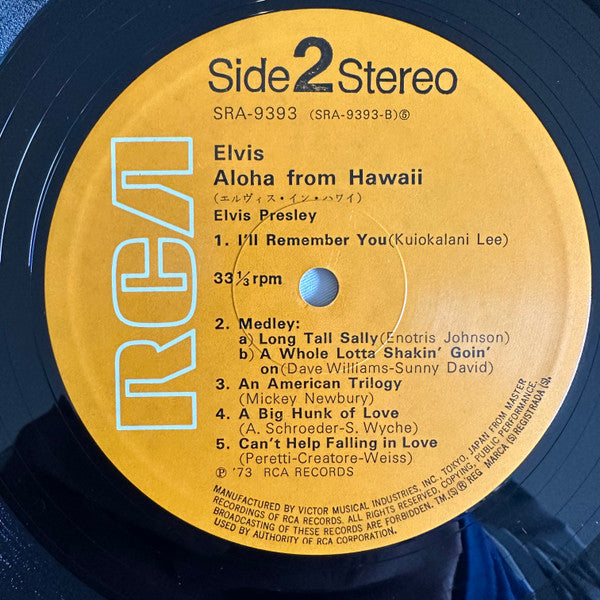 Side 2 Stereo
SRA-9393 (SRA-9393-B)⑤
RCA
Elvis
Aloha from Hawaii
(エルヴィス・イン・ハワイ)
Elvis Presley
1. I'll Remember You(Kuiokalani Lee)
33⅓rpm
2. Medley:
a) Long Tall Sally(Enotris Johnson)
b) A Whole Lotta Shakin' Goin'
on(Dave Williams-Sunny David)
3. An American Trilogy
(Mickey Newbury)
4. A Big Hunk of Love
(A. Schroeder-S. Wyche)
5. Can't Help Falling in Love
(Peretti-Creatore-Weiss)
℗ '73 RCA RECORDS
MANUFACTURED BY VICTOR MUSICAL INDUSTRIES, INC. TOKYO, JAPAN FROM MASTER
RECORDINGS OF RCA RECORDS. ALL RIGHTS RESERVED, COPYING, PUBLIC PERFORMANCE,
BROADCASTING OF THESE RECORDS ARE FORBIDDEN. TM.(S)® REG MARCA (S) REGISTRADA (S).
USED BY AUTHORITY OF RCA CORPORATION.